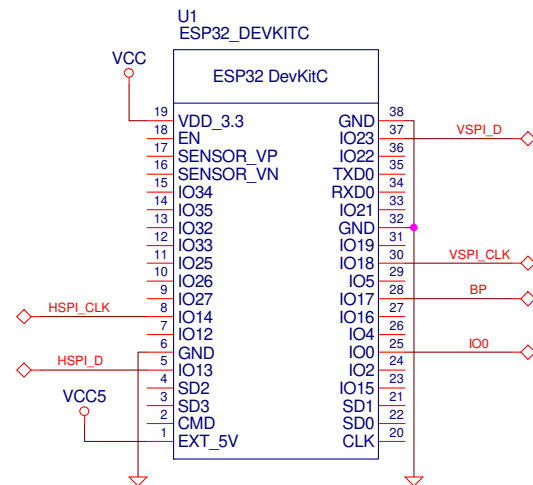 U1
ESP32_DEVKITC
VCC
ESP32 DevKitC
19 VDD_3.3 GND 38
18 EN IO23 37 VSPI_D
17 SENSOR_VP IO22 36
16 SENSOR_VN TXD0 35
15 IO34 RXD0 34
14 IO35 IO21 33
13 IO32 GND 32
12 IO33 IO19 31
11 IO25 IO18 30 VSPI_CLK
10 IO26 IO5 29
9 IO27 IO17 28 BP
HSPI_CLK 8 IO14 IO16 27
7 IO12 IO4 26
6 GND IO0 25 IO0
HSPI_D 5 IO13 IO2 24
4 SD2 IO15 23
VCC5
3 SD3 SD1 21
2 CMD SD0 22
1 EXT_5V CLK 20